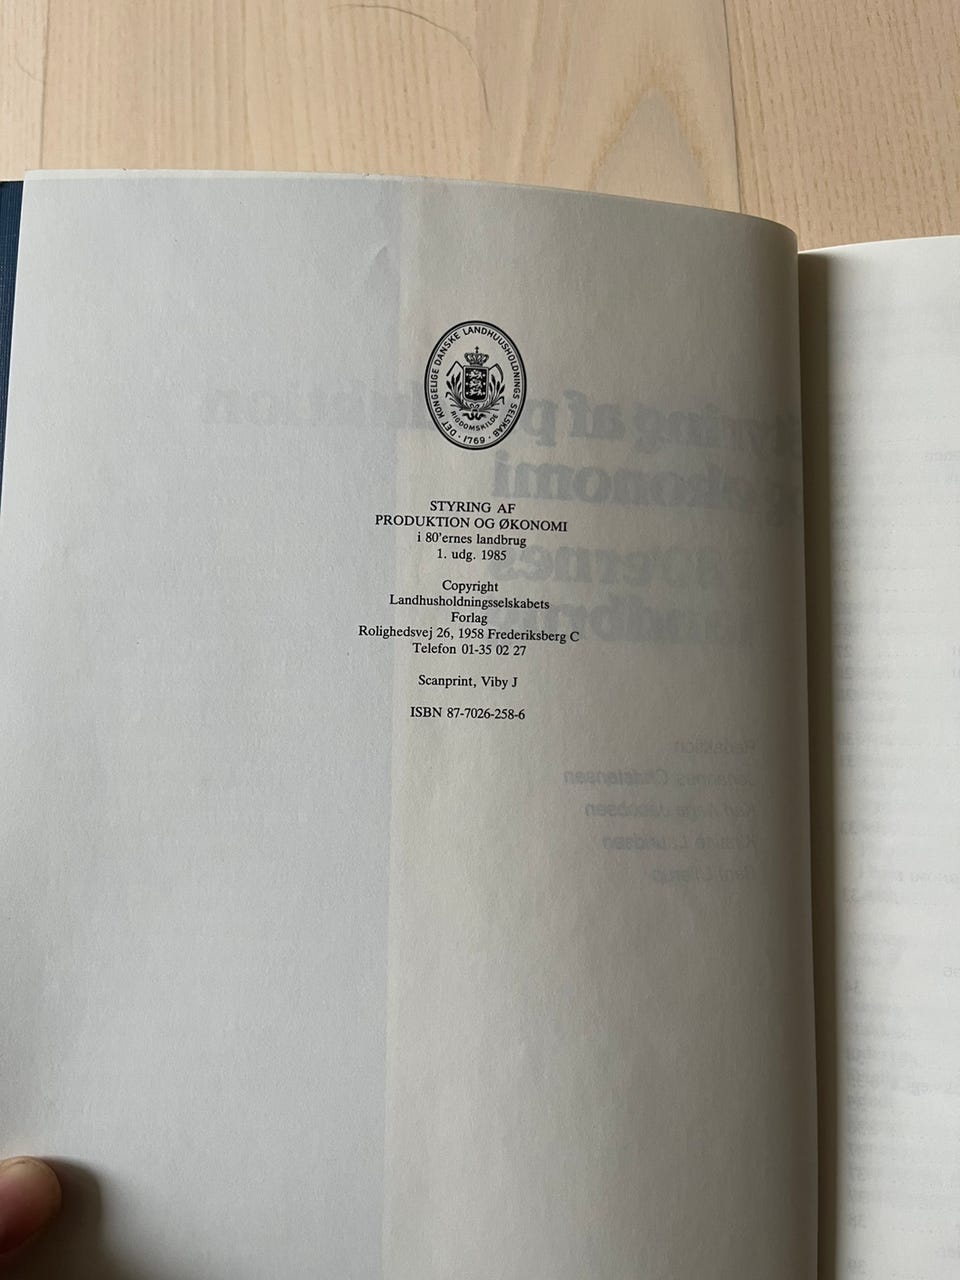 DET KONGELIGE DANSKE LANDHUUSHOLDNINGS SELSKAB
RIGDOMSKILDE
· 1769 ·
STYRING AF
PRODUKTION OG ØKONOMI
i 80'ernes landbrug
1. udg. 1985
Copyright
Landhusholdningsselskabets
Forlag
Rolighedsvej 26, 1958 Frederiksberg C
Telefon 01-35 02 27
Scanprint, Viby J
ISBN 87-7026-258-6